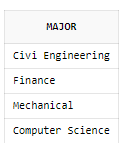 MAJOR
Civi Engineering
Finance
Mechanical
Computer Science